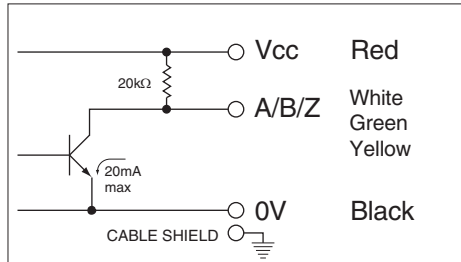 Vcc Red
20kΩ
A/B/Z White
Green
Yellow
20mA
max
0V Black
CABLE SHIELD